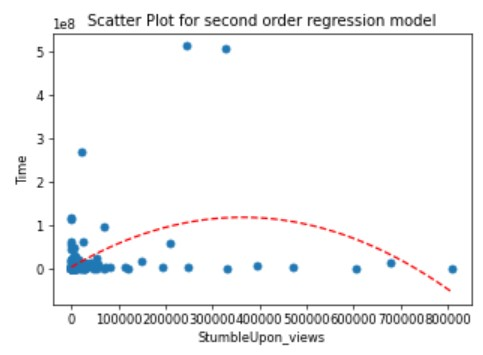 Scatter Plot for second order regression model
1e8
5
4
3
2
1
0
Time
0 100000 200000 300000 400000 500000 600000 700000 800000
StumbleUpon_views